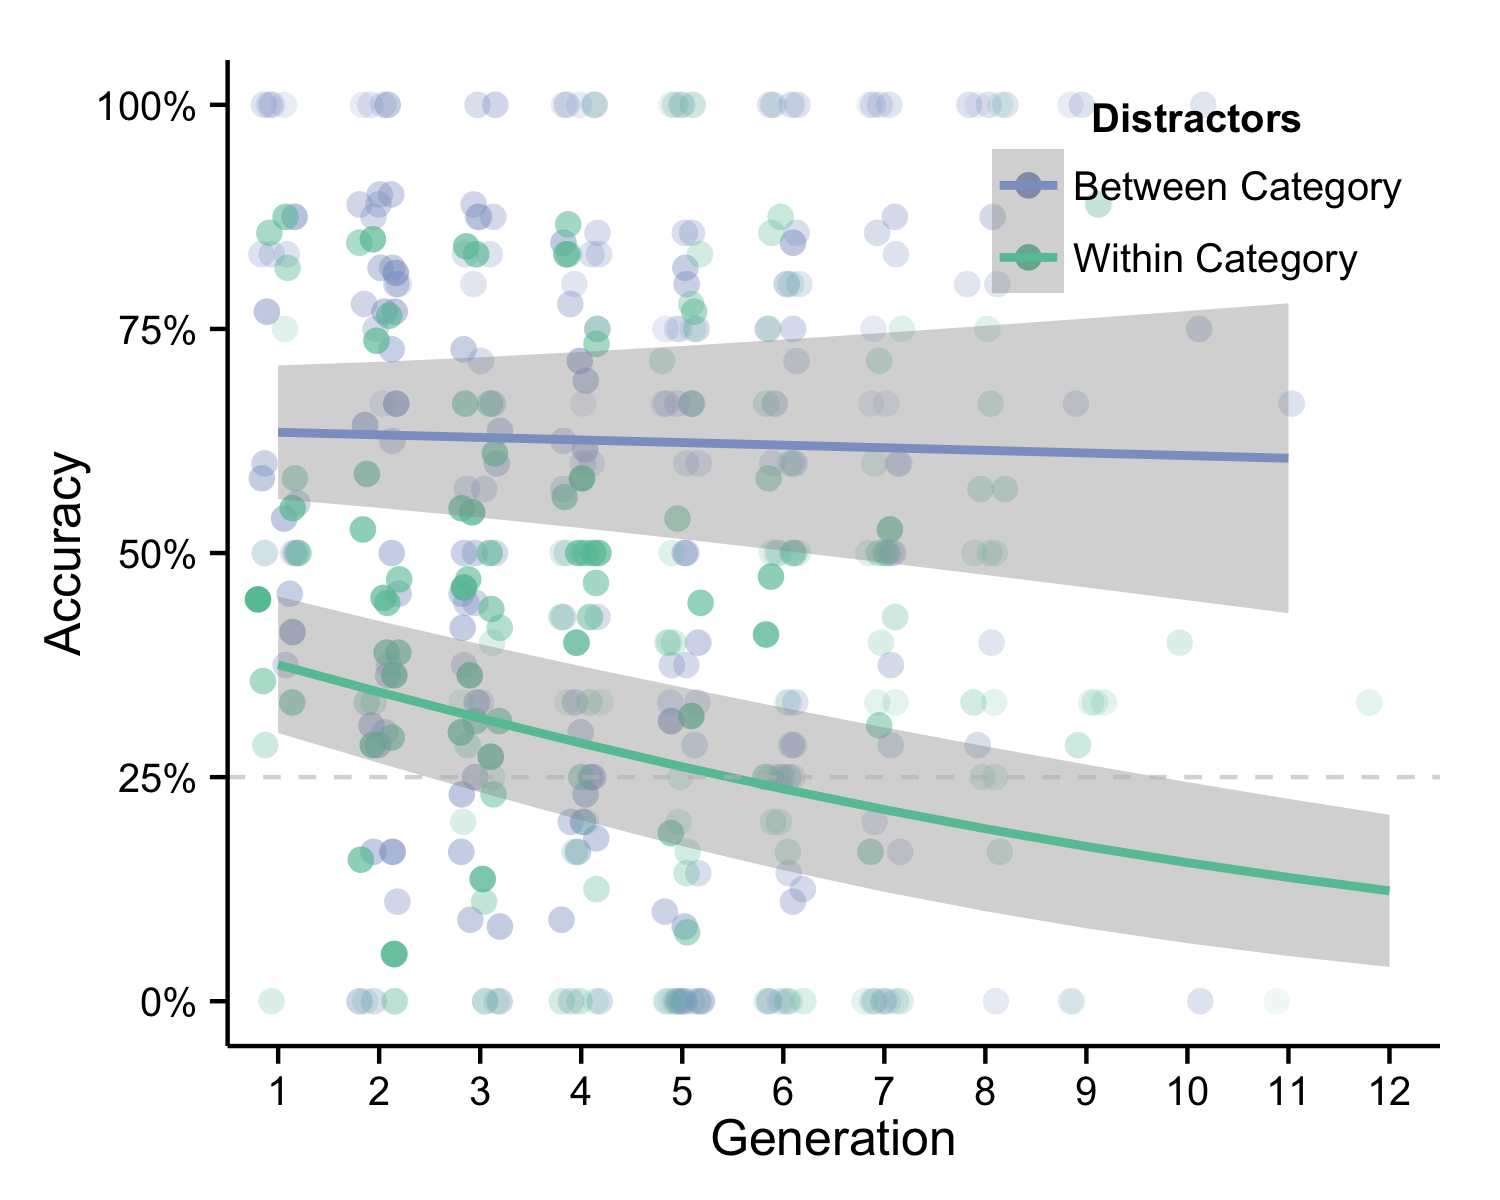 Distractors
Between Category
Within Category
Accuracy
100%
75%
50%
25%
0%
1 2 3 4 5 6 7 8 9 10 11 12
Generation